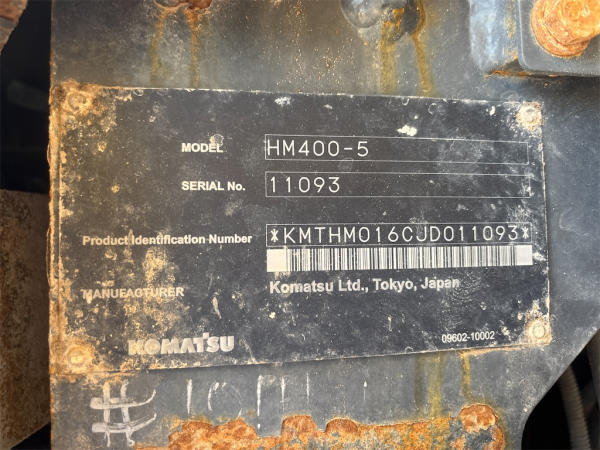 MODEL HM400-5
SERIAL No. 11093
Product Identification Number *KMTHM016CJD011093*
MANUFACTURER Komatsu Ltd., Tokyo, Japan
KOMATSU 09602-10002